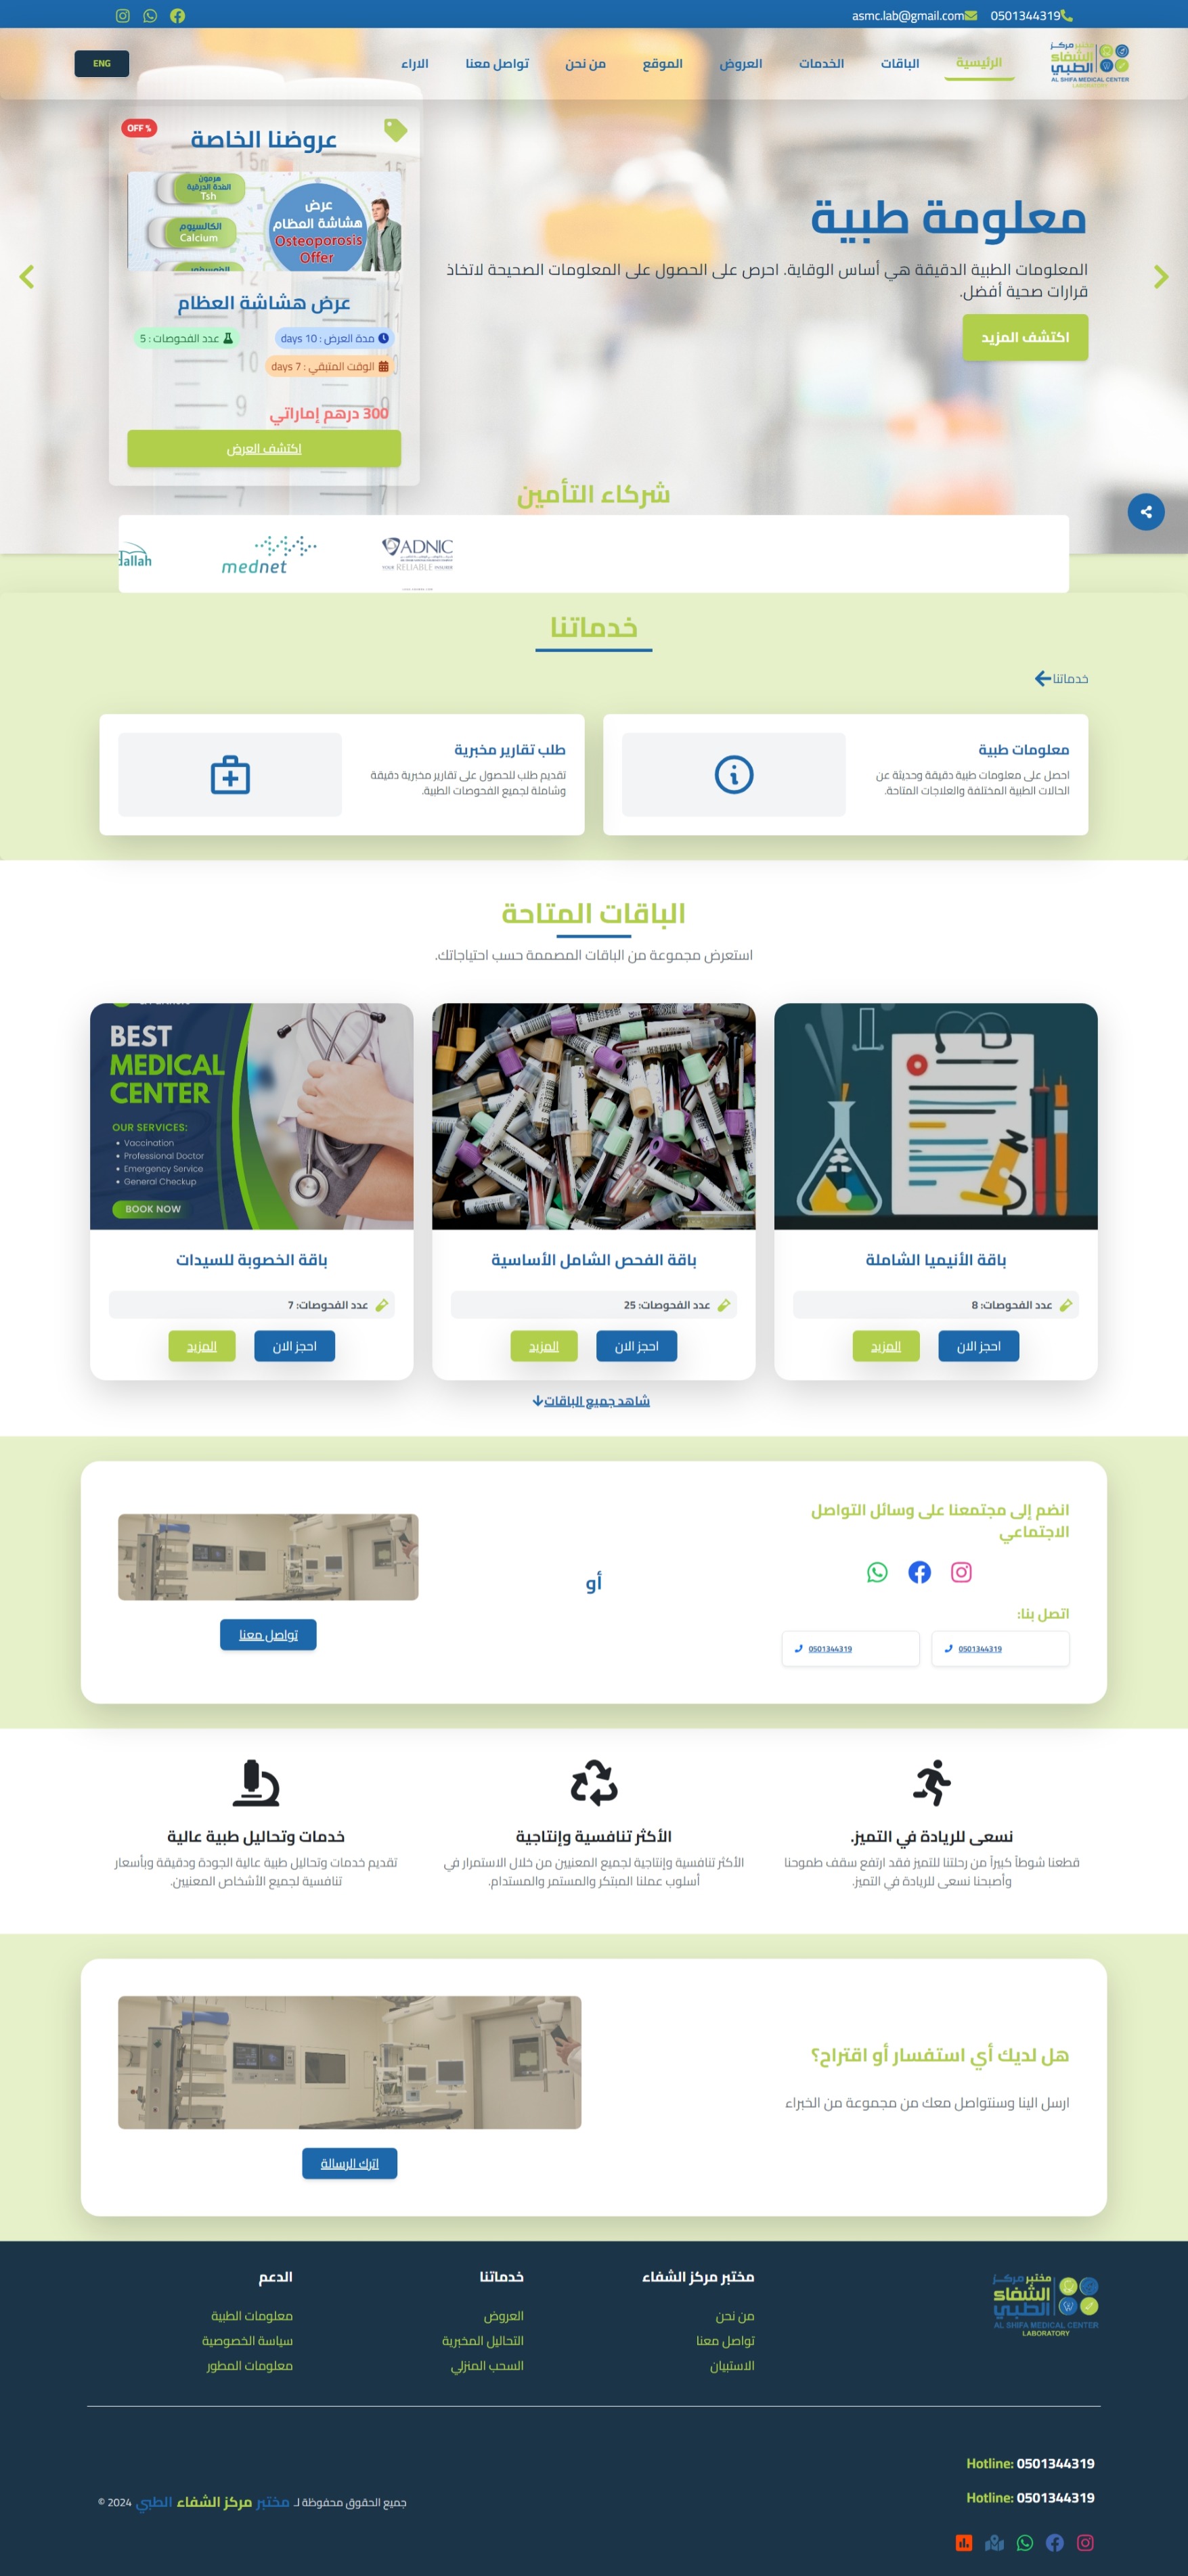 0501344319
asmc.lab@gmail.com
مختبر مركز
الشفاء
الطبي
AL SHIFA MEDICAL CENTER
LABORATORY
الرئيسية
الباقات
الخدمات
العروض
الموقع
من نحن
تواصل معنا
الاراء
ENG
معلومة طبية
المعلومات الطبية الدقيقة هي أساس الوقاية. احرص على الحصول على المعلومات الصحيحة لاتخاذ
قرارات صحية أفضل.
اكتشف المزيد
OFF %
عروضنا الخاصة
هرمون
الغدة الدرقية
Tsh
الكالسيوم
Calcium
عرض
هشاشة العظام
Osteoporosis
Offer
عرض هشاشة العظام
مدة العرض : 10 days
عدد الفحوصات : 5
الوقت المتبقي : 7 days
300 درهم إماراتي
اكتشف العرض
شركاء التأمين
dallah
mednet
ADNIC
YOUR RELIABLE INSURER
خدماتنا
خدماتنا
معلومات طبية
احصل على معلومات طبية دقيقة وحديثة عن
الحالات الطبية المختلفة والعلاجات المتاحة.
طلب تقارير مخبرية
تقديم طلب للحصول على تقارير مخبرية دقيقة
وشاملة لجميع الفحوصات الطبية.
الباقات المتاحة
استعرض مجموعة من الباقات المصممة حسب احتياجاتك.
باقة الأنيميا الشاملة
عدد الفحوصات: 8
احجز الان
المزيد
باقة الفحص الشامل الأساسية
عدد الفحوصات: 25
احجز الان
المزيد
BEST
MEDICAL
CENTER
OUR SERVICES:
• Vaccination
• Professional Doctor
• Emergency Service
• General Checkup
BOOK NOW
باقة الخصوبة للسيدات
عدد الفحوصات: 7
احجز الان
المزيد
شاهد جميع الباقات
انضم إلى مجتمعنا على وسائل التواصل
الاجتماعي
اتصل بنا:
0501344319
0501344319
أو
تواصل معنا
نسعى للريادة في التميز.
قطعنا شوطاً كبيراً من رحلتنا للتميز فقد ارتفع سقف طموحنا
وأصبحنا نسعى للريادة في التميز.
الأكثر تنافسية وإنتاجية
الأكثر تنافسية وإنتاجية لجميع المعنيين من خلال الاستمرار في
أسلوب عملنا المبتكر والمستمر والمستدام.
خدمات وتحاليل طبية عالية
تقديم خدمات وتحاليل طبية عالية الجودة ودقيقة وبأسعار
تنافسية لجميع الأشخاص المعنيين.
هل لديك أي استفسار أو اقتراح؟
ارسل الينا وسنتواصل معك من مجموعة من الخبراء
اترك الرسالة
مختبر مركز
الشفاء
الطبي
AL SHIFA MEDICAL CENTER
LABORATORY
مختبر مركز الشفاء
من نحن
تواصل معنا
الاستبيان
خدماتنا
العروض
التحاليل المخبرية
السحب المنزلي
الدعم
معلومات الطبية
سياسة الخصوصية
معلومات المطور
Hotline: 0501344319
Hotline: 0501344319
جميع الحقوق محفوظة لـ مختبر مركز الشفاء الطبي 2024 ©